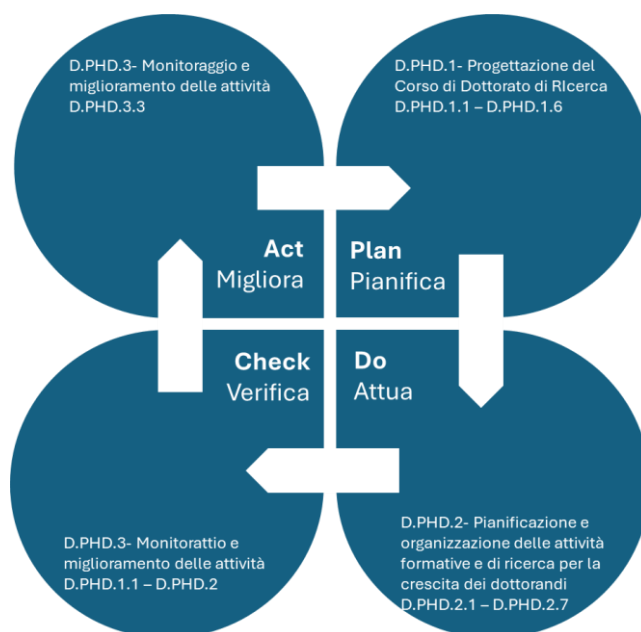 D.PHD.3- Monitoraggio e
miglioramento delle attività
D.PHD.3.3
D.PHD.1- Progettazione del
Corso di Dottorato di RIcerca
D.PHD.1.1 – D.PHD.1.6
Act
Migliora
Plan
Pianifica
Check
Verifica
Do
Attua
D.PHD.3- Monitorattio e
miglioramento delle attività
D.PHD.1.1 – D.PHD.2
D.PHD.2- Pianificazione e
organizzazione delle attività
formative e di ricerca per la
crescita dei dottorandi
D.PHD.2.1 – D.PHD.2.7